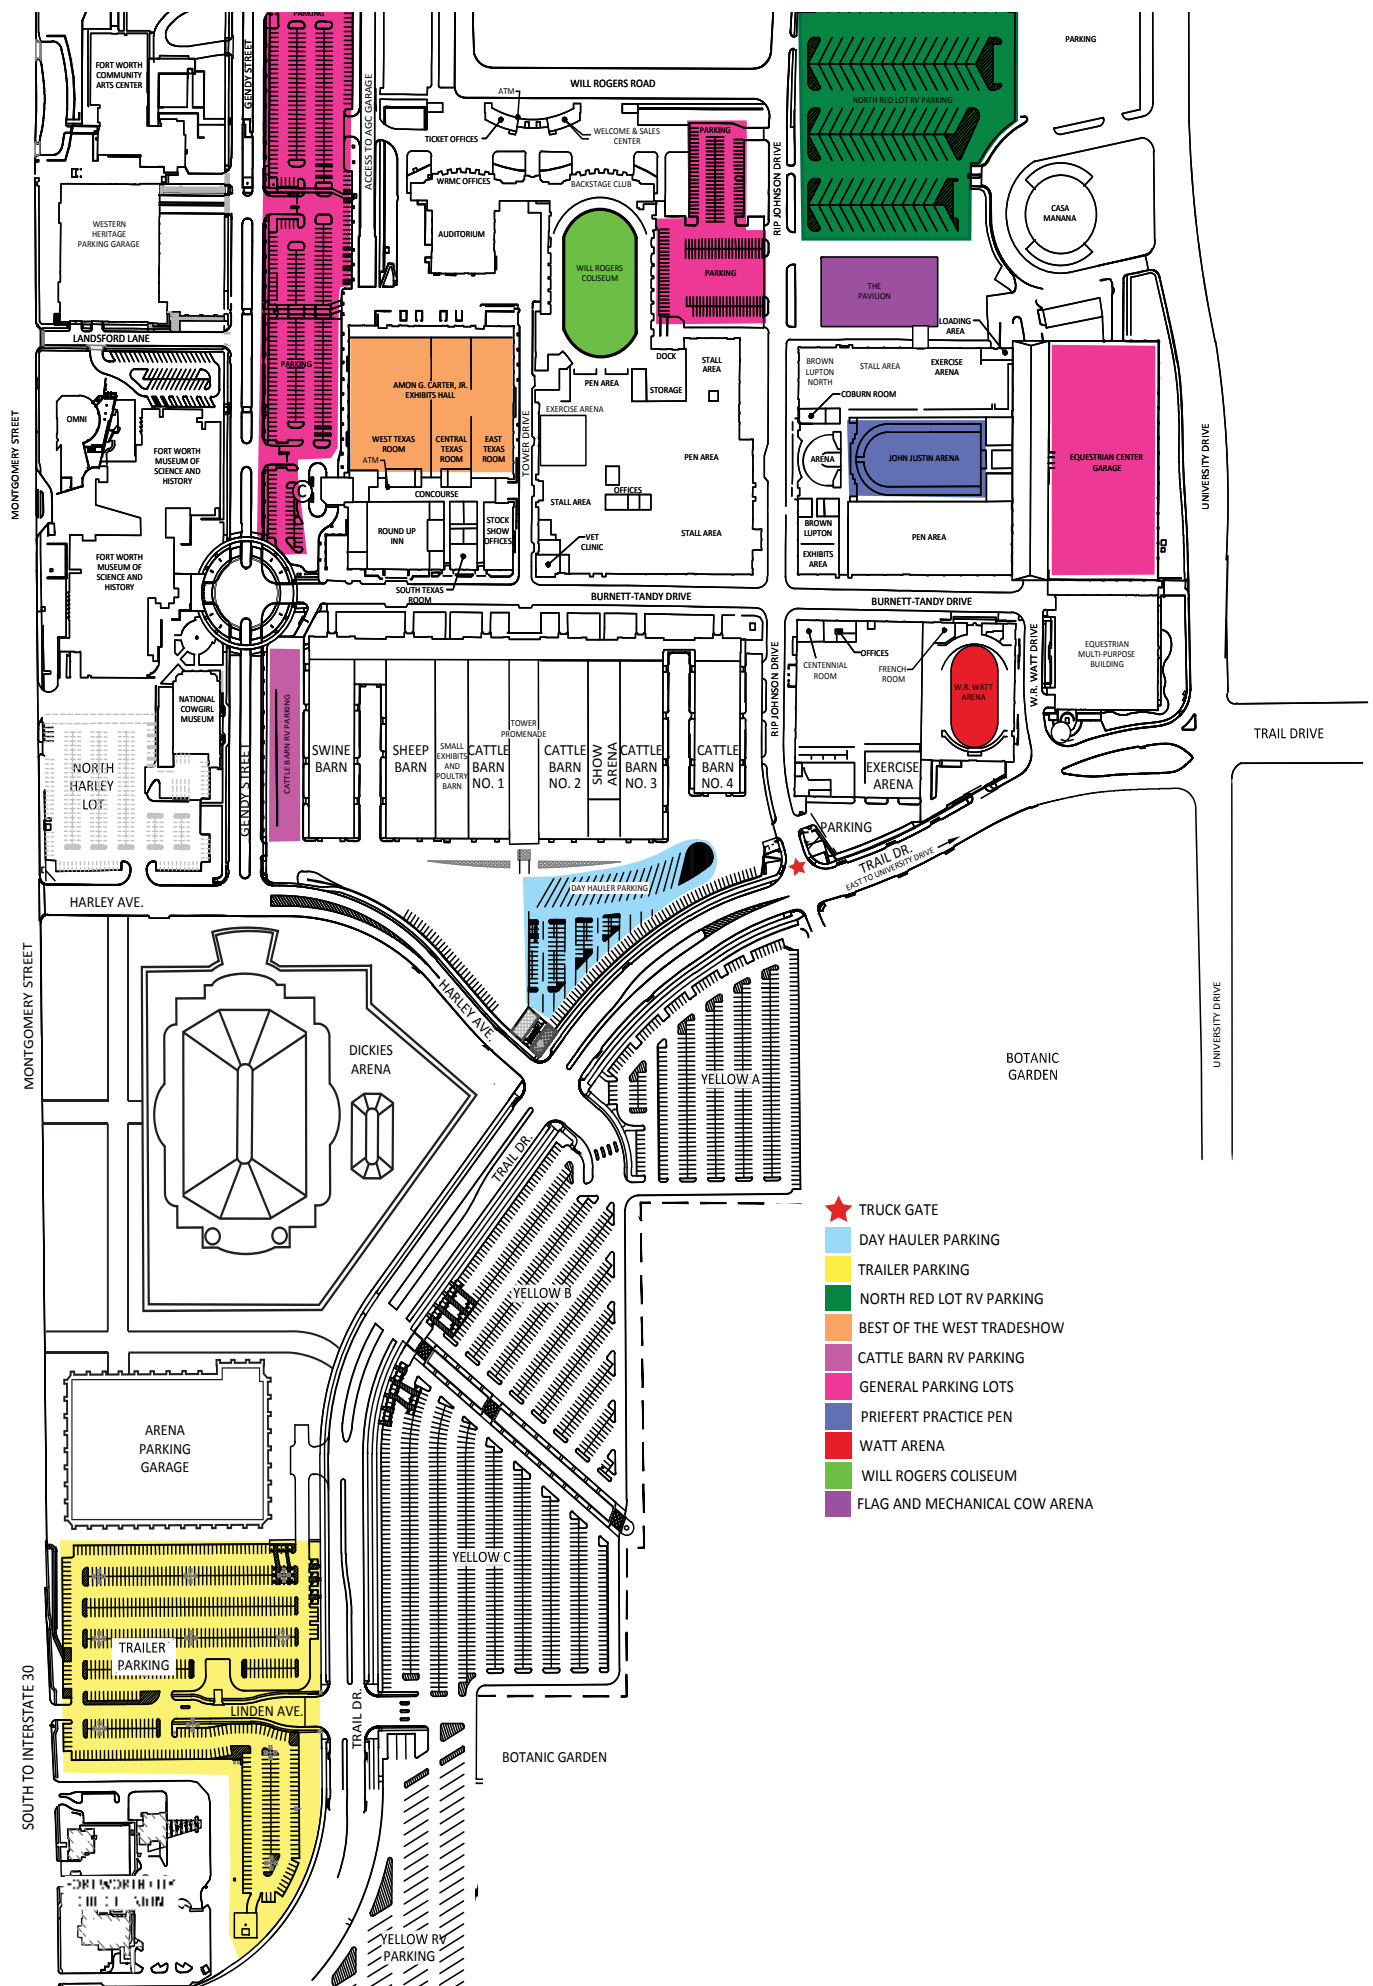 PARKING
PARKING
FORT WORTH
COMMUNITY
ARTS CENTER
GENDY STREET
ACCESS TO AGC GARAGE
WILL ROGERS ROAD
ATM
TICKET OFFICES
WELCOME & SALES
CENTER
NORTH RED LOT RV PARKING
PARKING
RIP JOHNSON DRIVE
WRMC OFFICES
BACKSTAGE CLUB
CASA
MANANA
WESTERN
HERITAGE
PARKING GARAGE
AUDITORIUM
WILL ROGERS
COLISEUM
PARKING
THE
PAVILION
LOADING
AREA
LANDSFORD LANE
PARKING
AMON G. CARTER, JR.
EXHIBITS HALL
DOCK
STALL
AREA
PEN AREA
STORAGE
BROWN
LUPTON
NORTH
STALL AREA
EXERCISE
ARENA
COBURN ROOM
OMNI
EXERCISE ARENA
MONTGOMERY STREET
FORT WORTH
MUSEUM OF
SCIENCE AND
HISTORY
WEST TEXAS
ROOM
CENTRAL
TEXAS
ROOM
EAST
TEXAS
ROOM
ATM
TOWER DRIVE
PEN AREA
ARENA
JOHN JUSTIN ARENA
EQUESTRIAN CENTER
GARAGE
UNIVERSITY DRIVE
C
CONCOURSE
OFFICES
STALL AREA
ROUND UP
INN
STOCK
SHOW
OFFICES
STALL AREA
VET
CLINIC
BROWN
LUPTON
EXHIBITS
AREA
PEN AREA
FORT WORTH
MUSEUM OF
SCIENCE AND
HISTORY
SOUTH TEXAS
ROOM
BURNETT-TANDY DRIVE
BURNETT-TANDY DRIVE
CENTENNIAL
ROOM
OFFICES
FRENCH
ROOM
W.R. WATT DRIVE
EQUESTRIAN
MULTI-PURPOSE
BUILDING
W.R. WATT
ARENA
NATIONAL
COWGIRL
MUSEUM
CATTLE BARN RV PARKING
RIP JOHNSON DRIVE
TOWER
PROMENADE
SWINE
BARN
SHEEP
BARN
SMALL
EXHIBITS
AND
POULTRY
BARN
CATTLE
BARN
NO. 1
CATTLE
BARN
NO. 2
SHOW
ARENA
CATTLE
BARN
NO. 3
CATTLE
BARN
NO. 4
TRAIL DRIVE
NORTH
HARLEY
LOT
GENDY STREET
EXERCISE
ARENA
PARKING
TRAIL DR.
EAST TO UNIVERSITY DRIVE
DAY HAULER PARKING
HARLEY AVE.
MONTGOMERY STREET
HARLEY AVE.
DICKIES
ARENA
YELLOW A
BOTANIC
GARDEN
UNIVERSITY DRIVE
TRAIL DR.
YELLOW B
TRUCK GATE
DAY HAULER PARKING
TRAILER PARKING
NORTH RED LOT RV PARKING
BEST OF THE WEST TRADESHOW
CATTLE BARN RV PARKING
GENERAL PARKING LOTS
PRIEFERT PRACTICE PEN
WATT ARENA
WILL ROGERS COLISEUM
FLAG AND MECHANICAL COW ARENA
ARENA
PARKING
GARAGE
YELLOW C
TRAILER
PARKING
LINDEN AVE.
TRAIL DR.
SOUTH TO INTERSTATE 30
BOTANIC GARDEN
YELLOW RV
PARKING